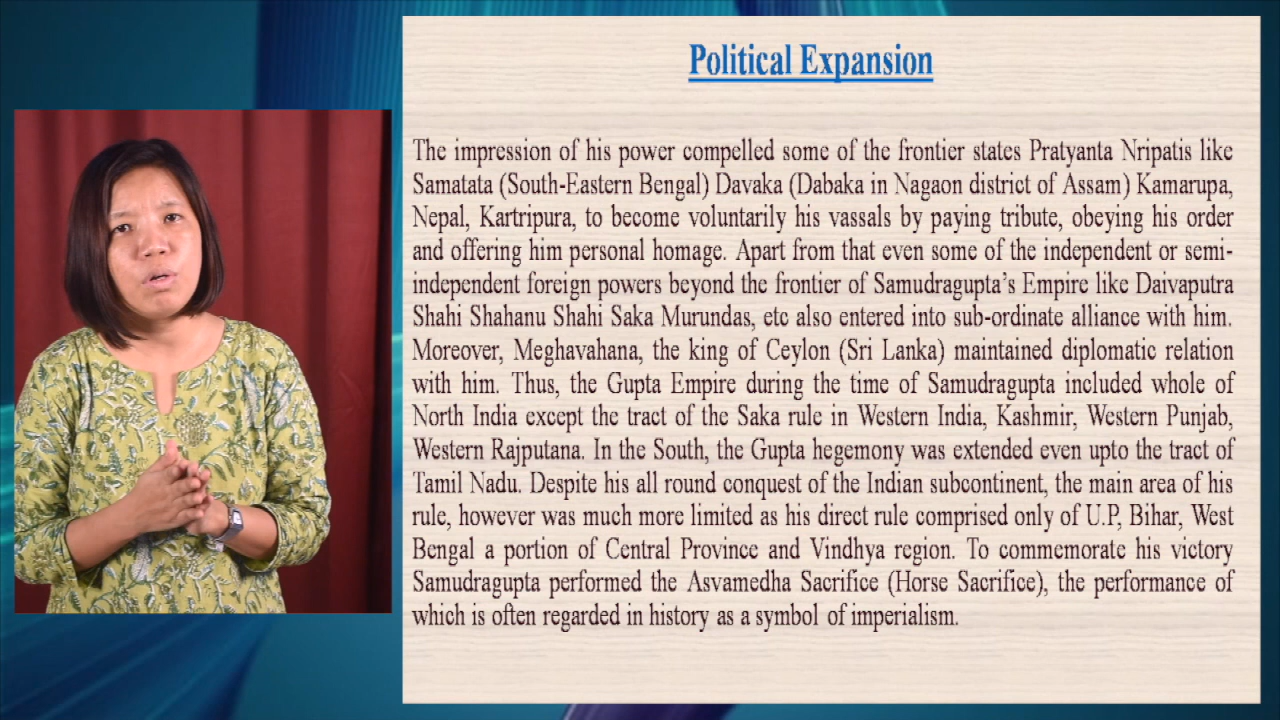 Political Expansion
The impression of his power compelled some of the frontier states Pratyanta Nripatis like
Samatata (South-Eastern Bengal) Davaka (Dabaka in Nagaon district of Assam) Kamarupa,
Nepal, Kartripura, to become voluntarily his vassals by paying tribute, obeying his order
and offering him personal homage. Apart from that even some of the independent or semi-
independent foreign powers beyond the frontier of Samudragupta's Empire like Daivaputra
Shahi Shahanu Shahi Saka Murundas, etc also entered into sub-ordinate alliance with him.
Moreover, Meghavahana, the king of Ceylon (Sri Lanka) maintained diplomatic relation
with him. Thus, the Gupta Empire during the time of Samudragupta included whole of
North India except the tract of the Saka rule in Western India, Kashmir, Western Punjab,
Western Rajputana. In the South, the Gupta hegemony was extended even upto the tract of
Tamil Nadu. Despite his all round conquest of the Indian subcontinent, the main area of his
rule, however was much more limited as his direct rule comprised only of U.P, Bihar, West
Bengal a portion of Central Province and Vindhya region. To commemorate his victory
Samudragupta performed the Asvamedha Sacrifice (Horse Sacrifice), the performance of
which is often regarded in history as a symbol of imperialism.